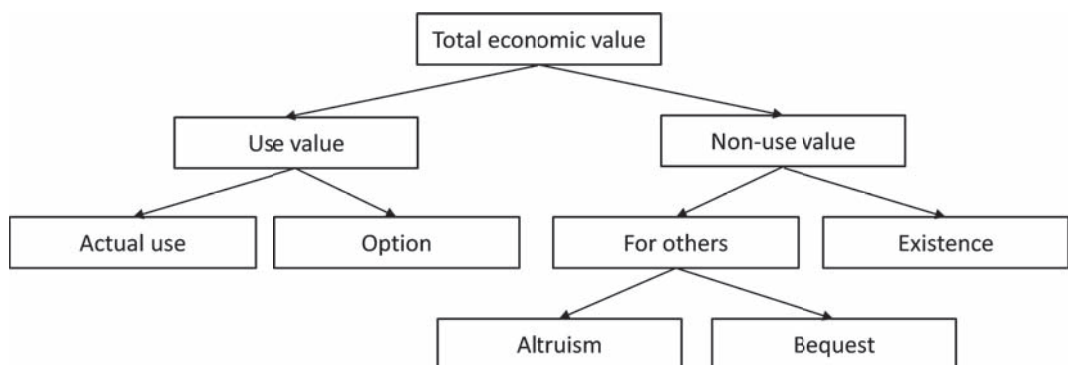 Total economic value
Use value
Non-use value
Actual use
Option
For others
Existence
Altruism
Bequest